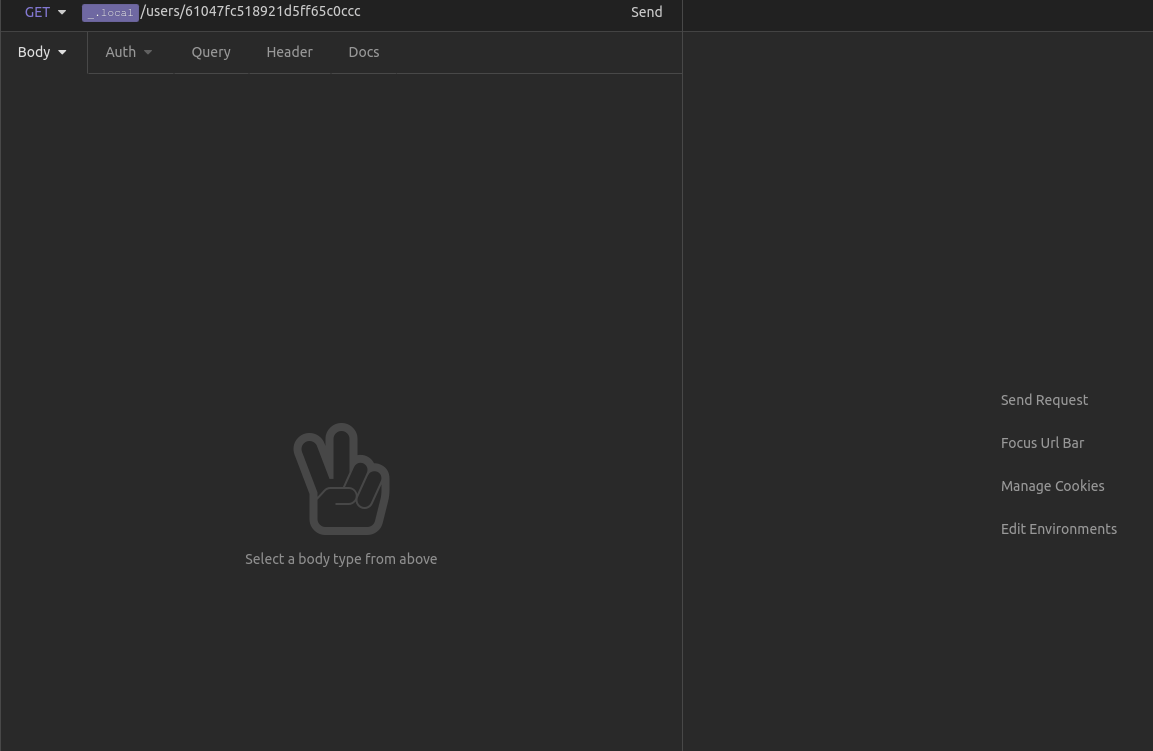 GET _.local/users/61047fc518921d5ff65c0ccc Send
Body Auth Query Header Docs
Select a body type from above
Send Request
Focus Url Bar
Manage Cookies
Edit Environments